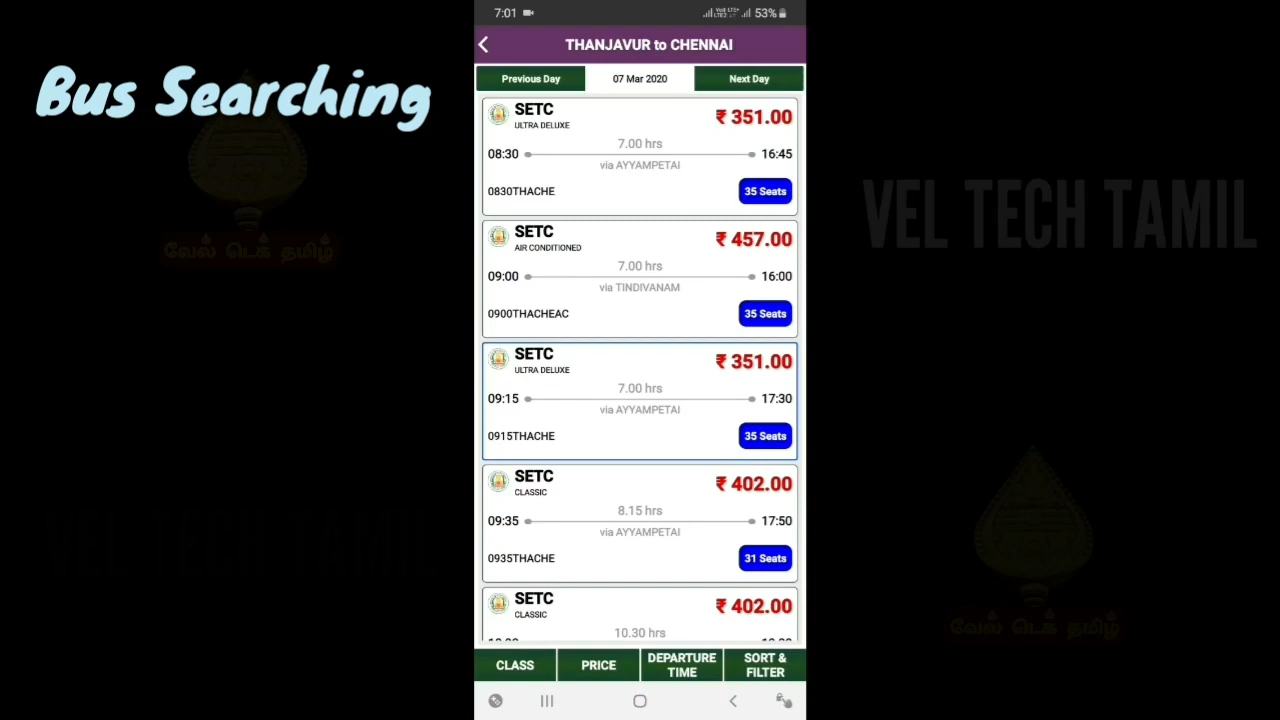 Bus Searching
வேல் டெக் தமிழ்
VEL TECH TAMIL
VEL TECH TAMIL
வேல் டெக் தமிழ்
7:01
53%
THANJAVUR to CHENNAI
Previous Day
07 Mar 2020
Next Day
SETC
ULTRA DELUXE
₹ 351.00
7.00 hrs
08:30
16:45
via AYYAMPETAI
0830THACHE
35 Seats
SETC
AIR CONDITIONED
₹ 457.00
7.00 hrs
09:00
16:00
via TINDIVANAM
0900THACHEAC
35 Seats
SETC
ULTRA DELUXE
₹ 351.00
7.00 hrs
09:15
17:30
via AYYAMPETAI
0915THACHE
35 Seats
SETC
CLASSIC
₹ 402.00
8.15 hrs
09:35
17:50
via AYYAMPETAI
0935THACHE
31 Seats
SETC
CLASSIC
₹ 402.00
10.30 hrs
CLASS
PRICE
DEPARTURE
TIME
SORT &
FILTER